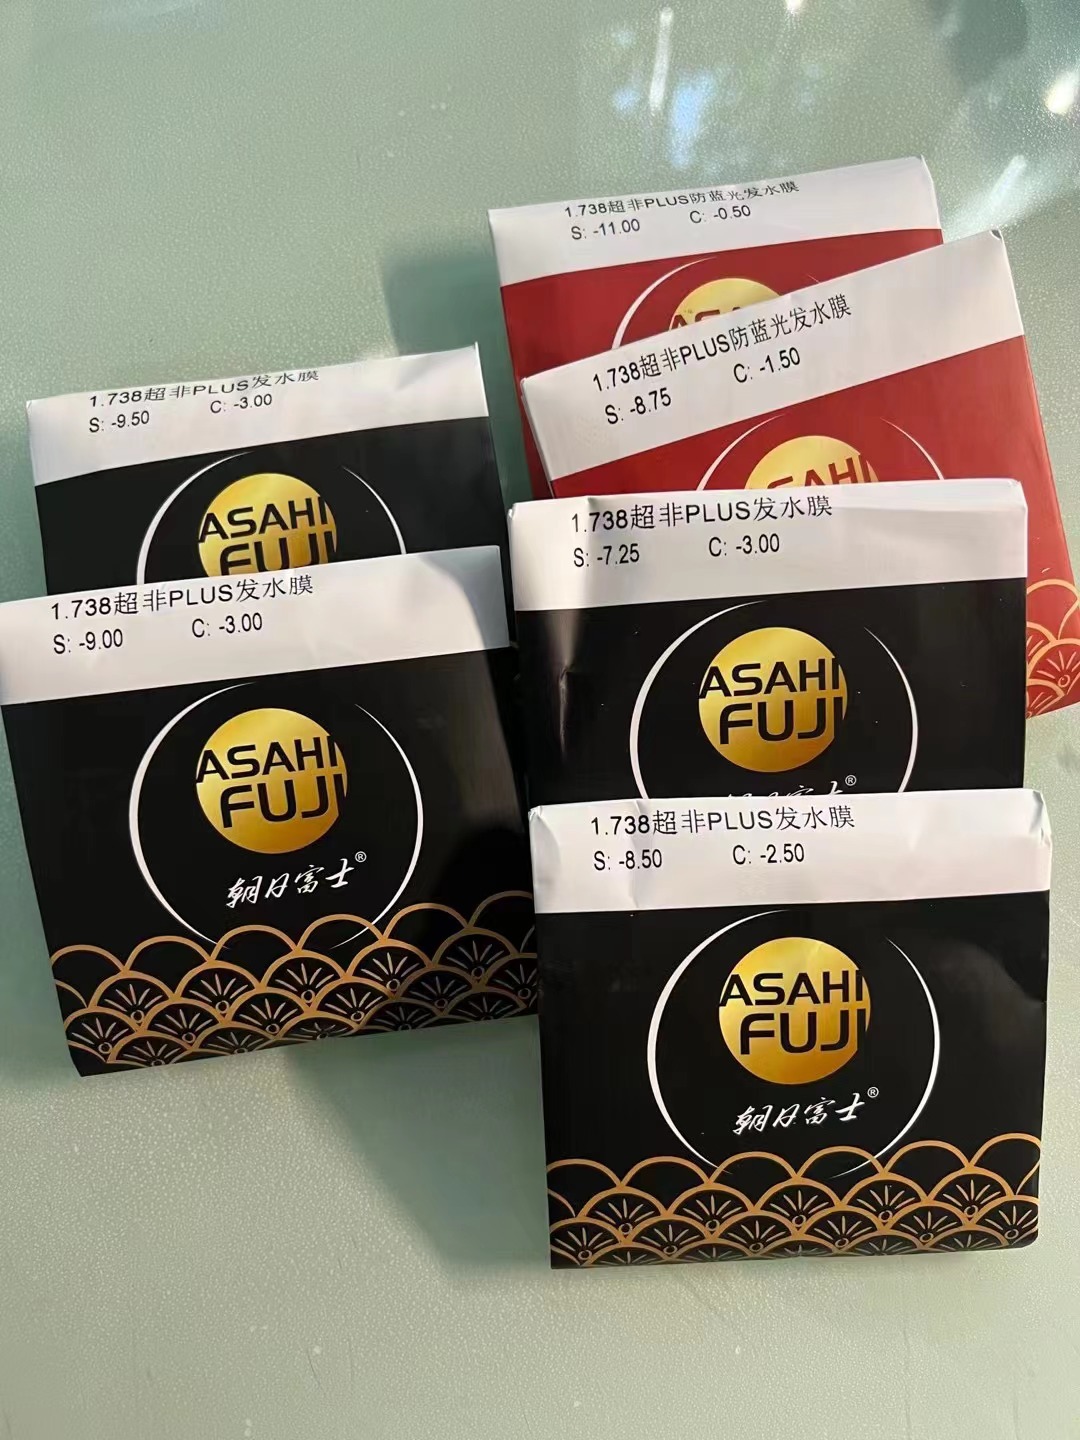 1.738超非PLUS防蓝光发水膜
S: -11.00 C: -0.50
1.738超非PLUS防蓝光发水膜
S: -8.75 C: -1.50
1.738超非PLUS发水膜
S: -9.50 C: -3.00
ASAHI
FUJI
1.738超非PLUS发水膜
S: -7.25 C: -3.00
ASAHI
FUJI
1.738超非PLUS发水膜
S: -9.00 C: -3.00
ASAHI
FUJI
朝日富士®
1.738超非PLUS发水膜
S: -8.50 C: -2.50
ASAHI
FUJI
朝日富士®